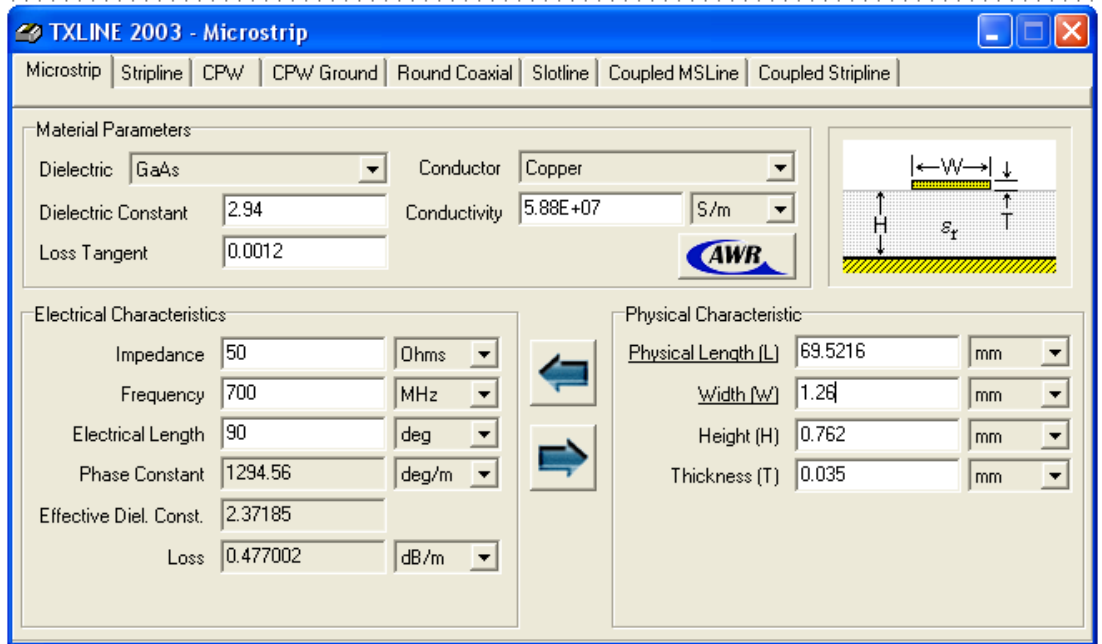 TXLINE 2003 - Microstrip
Microstrip Stripline CPW CPW Ground Round Coaxial Slotline Coupled MSLine Coupled Stripline
Material Parameters
Dielectric GaAs Conductor Copper
Dielectric Constant 2.94 Conductivity 5.88E+07 S/m
Loss Tangent 0.0012
AWR
W
T
H
εr
Electrical Characteristics
Impedance 50 Ohms
Frequency 700 MHz
Electrical Length 90 deg
Phase Constant 1294.56 deg/m
Effective Diel. Const. 2.37185
Loss 0.477002 dB/m
Physical Characteristic
Physical Length (L) 69.5216 mm
Width (W) 1.26 mm
Height (H) 0.762 mm
Thickness (T) 0.035 mm